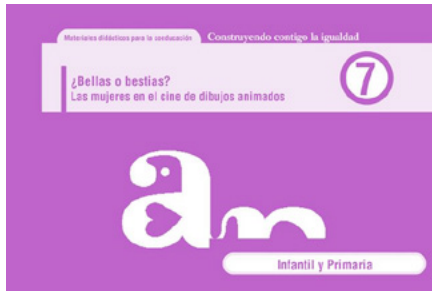 Materiales didácticos para la coeducación
Construyendo contigo la igualdad
¿Bellas o bestias?
Las mujeres en el cine de dibujos animados
7
am
Infantil y Primaria